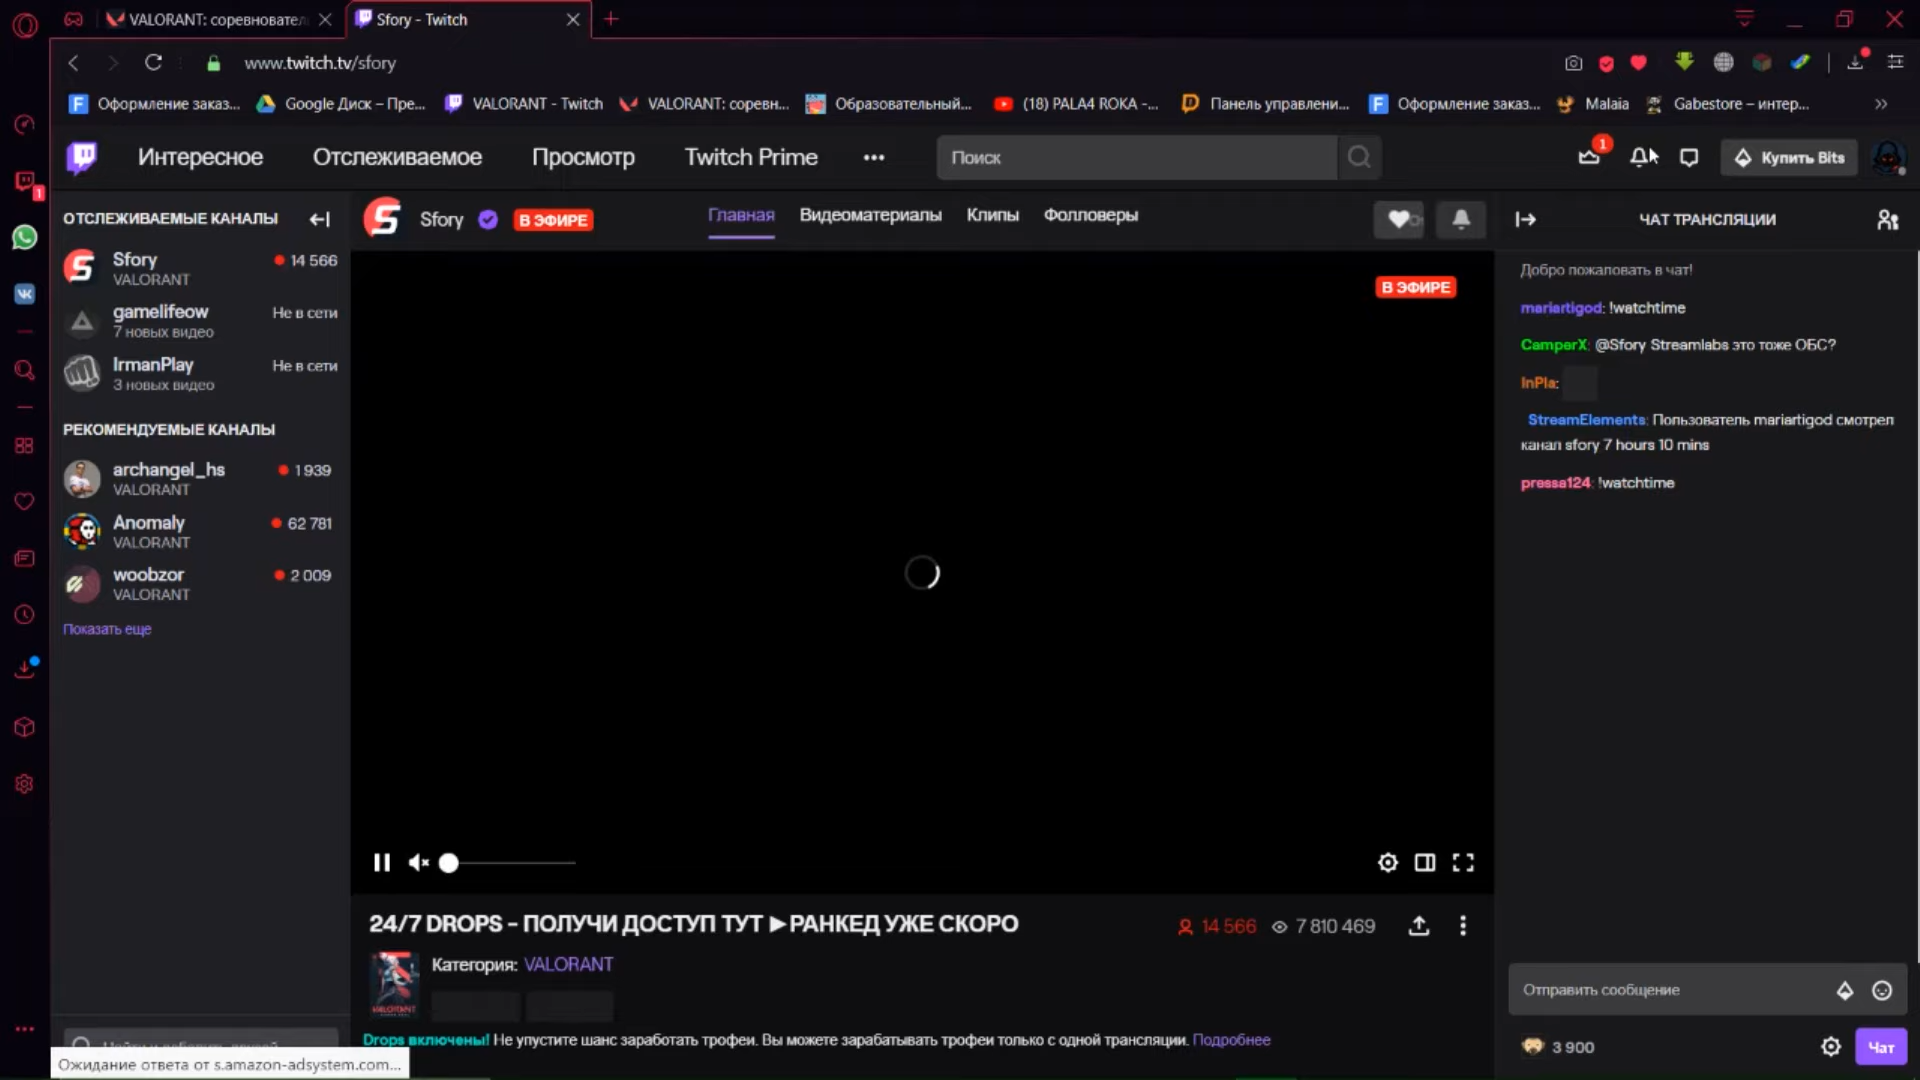 VALORANT: соревновател
Sfory - Twitch
www.twitch.tv/sfory
Оформление заказ...
Google Диск – Пре...
VALORANT - Twitch
VALORANT: соревн...
Образовательный...
(18) PALA4 ROKA -...
Панель управлени...
Оформление заказ...
Malaia
Gabestore – интер...
Интересное
Отслеживаемое
Просмотр
Twitch Prime
Поиск
1
Купить Bits
1
ОТСЛЕЖИВАЕМЫЕ КАНАЛЫ
Sfory
14 566
VALORANT
gamelifeow
Не в сети
7 новых видео
IrmanPlay
Не в сети
3 новых видео
РЕКОМЕНДУЕМЫЕ КАНАЛЫ
archangel_hs
1 939
VALORANT
Anomaly
62 781
VALORANT
woobzor
2 009
VALORANT
Показать еще
Sfory
В ЭФИРЕ
Главная
Видеоматериалы
Клипы
Фолловеры
В ЭФИРЕ
24/7 DROPS – ПОЛУЧИ ДОСТУП ТУТ ►РАНКЕД УЖЕ СКОРО
14 566
7 810 469
Категория: VALORANT
VALORANT
Drops включены! Не упустите шанс заработать трофеи. Вы можете зарабатывать трофеи только с одной трансляции. Подробнее
ЧАТ ТРАНСЛЯЦИИ
Добро пожаловать в чат!
mariartigod: !watchtime
CamperX: @Sfory Streamlabs это тоже ОБС?
InPla:
StreamElements: Пользователь mariartigod смотрел
канал sfory 7 hours 10 mins
pressa124: !watchtime
Отправить сообщение
3 900
Чат
Ожидание ответа от s.amazon-adsystem.com...